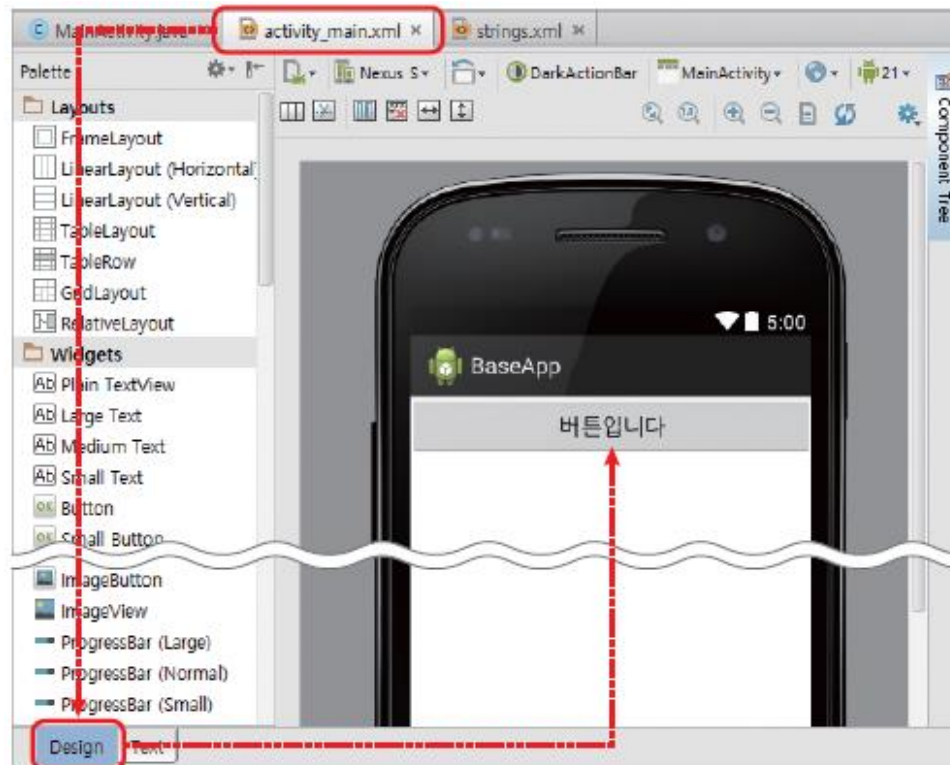 MainActivity.java × activity_main.xml × strings.xml ×
Palette Nexus S DarkActionBar MainActivity 21
Component Tree
Layouts
FrameLayout
LinearLayout (Horizontal)
LinearLayout (Vertical)
TableLayout
TableRow
GridLayout
RelativeLayout
Widgets
Plain TextView
Large Text
Medium Text
Small Text
Button
Small Button
ImageButton
ImageView
ProgressBar (Large)
ProgressBar (Normal)
ProgressBar (Small)
5:00
BaseApp
버튼입니다
Design Text